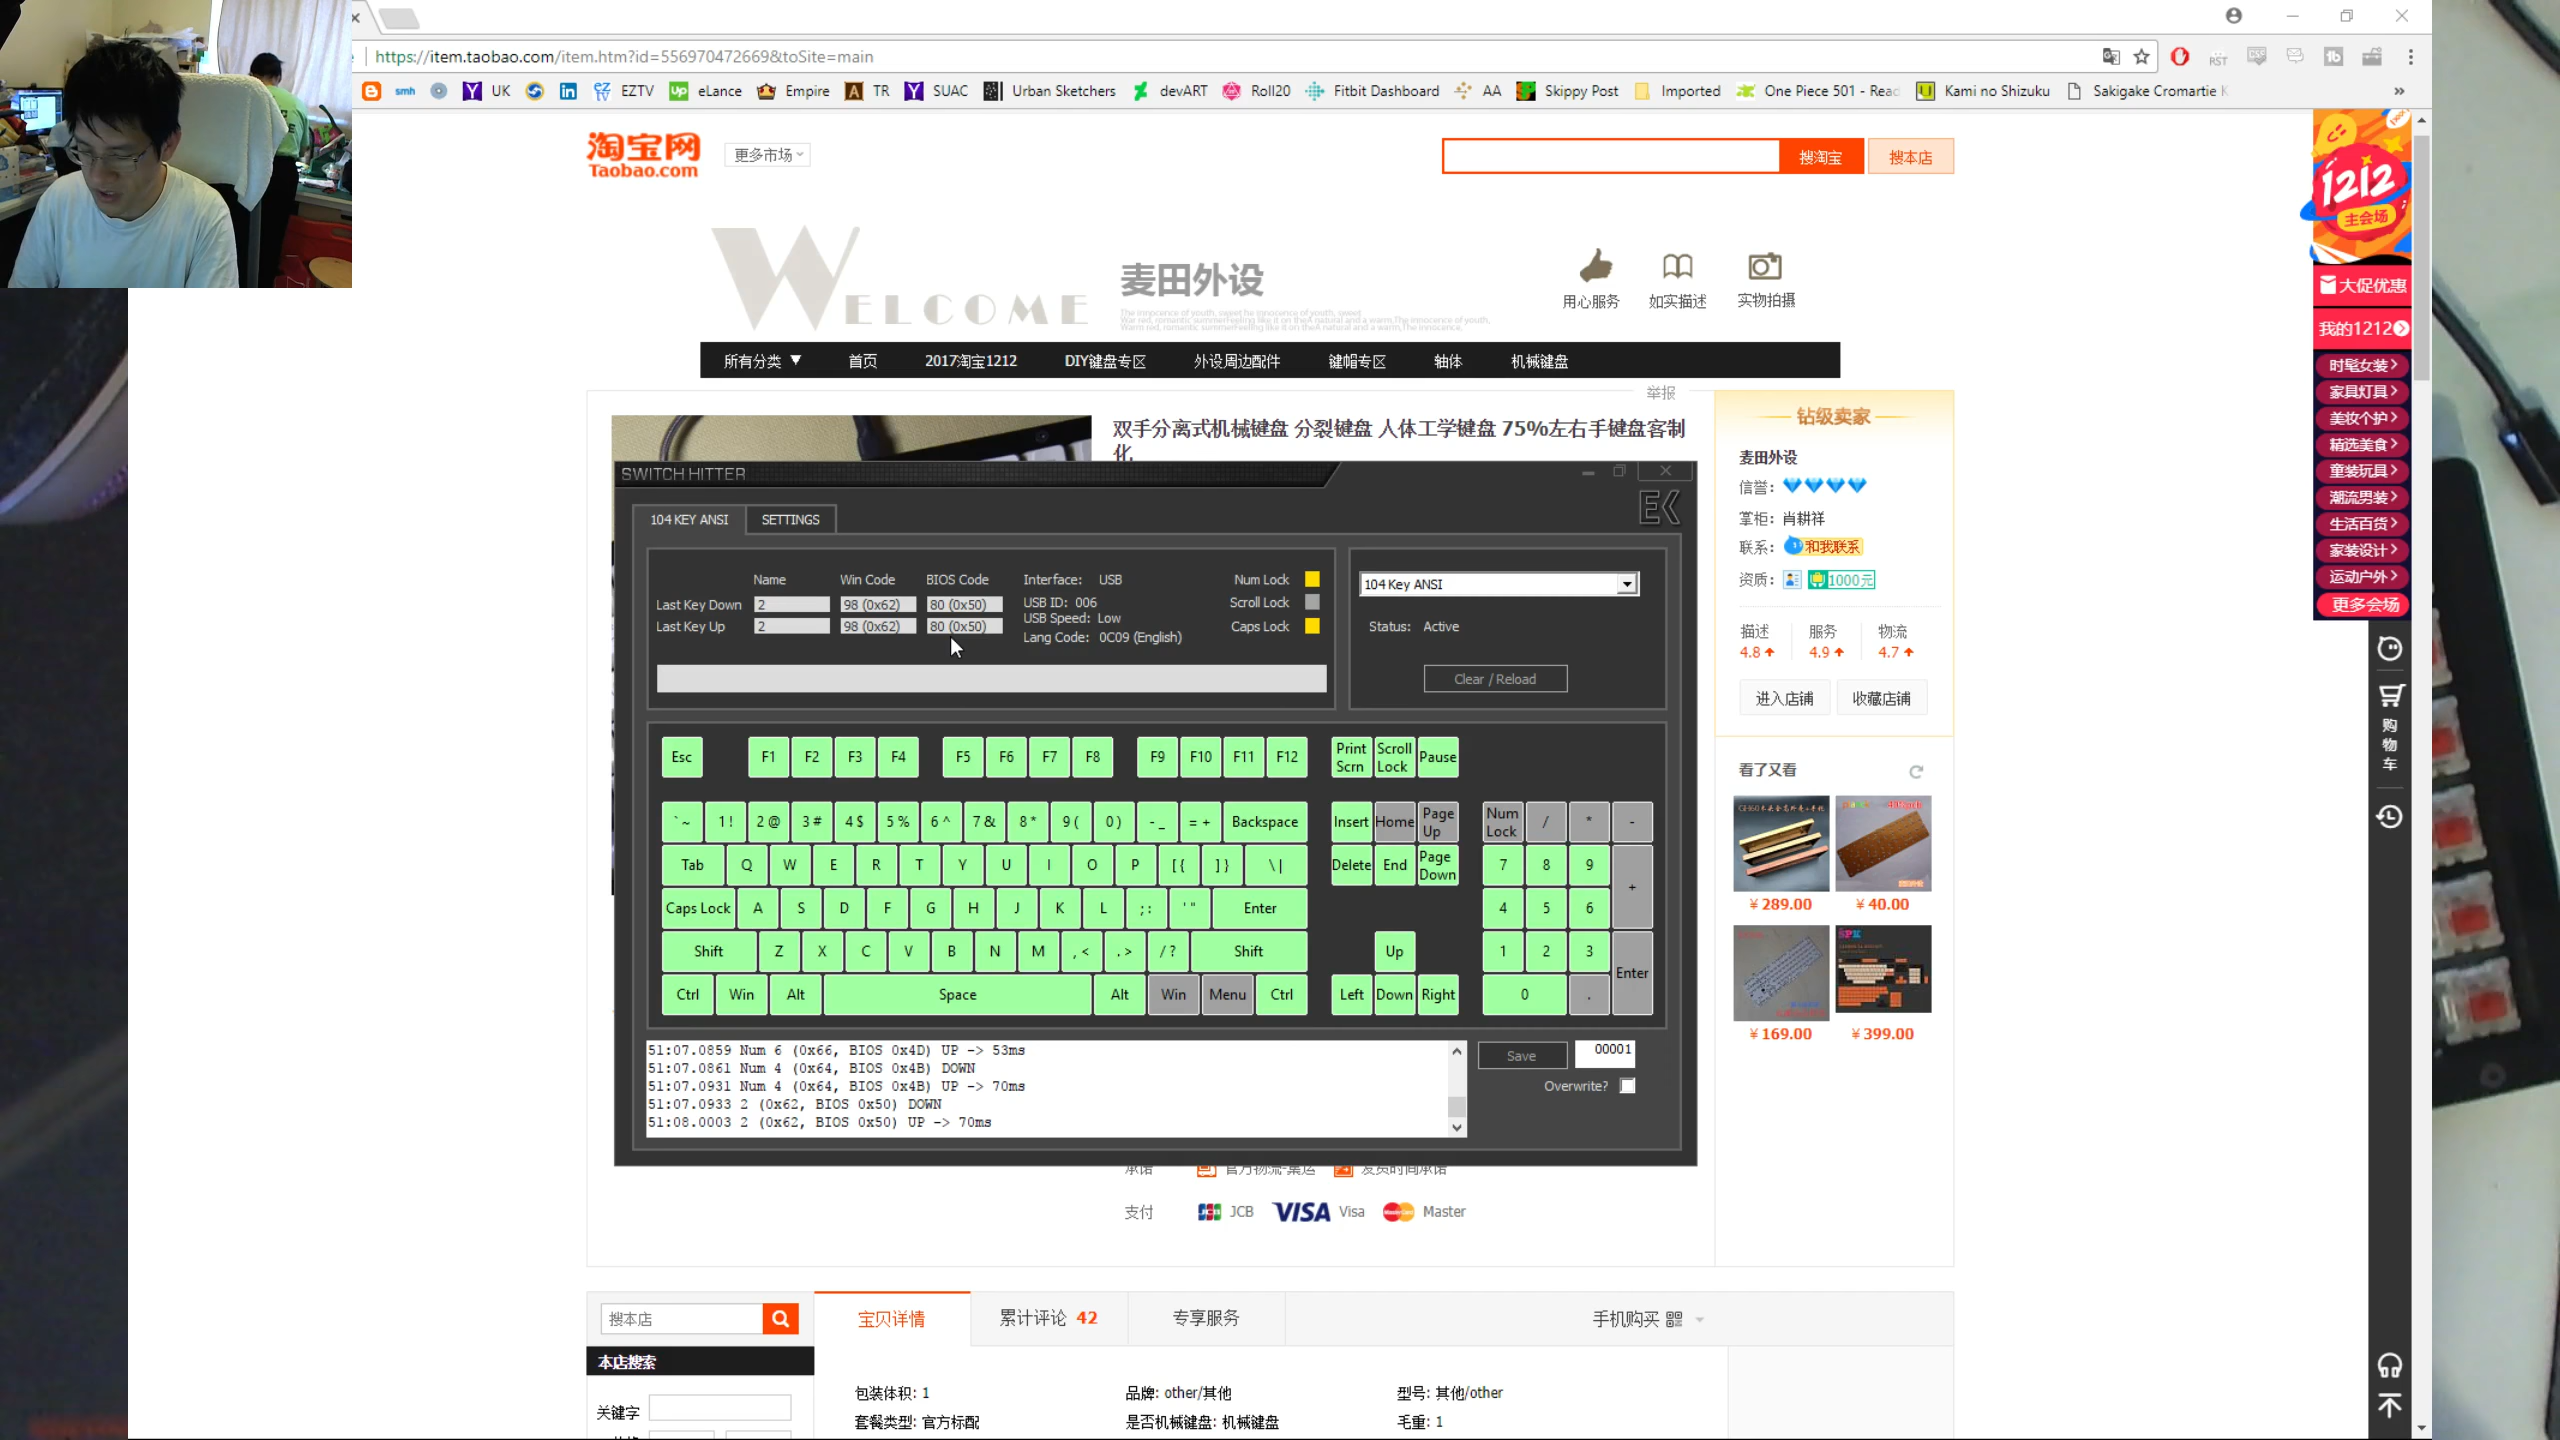 https://item.taobao.com/item.htm?id=556970472669&toSite=main
smh UK EZTV eLance Empire TR SUAC Urban Sketchers devART Roll20 Fitbit Dashboard AA Skippy Post Imported One Piece 501 - Read Kami no Shizuku Sakigake Cromartie
淘宝网
Taobao.com
更多市场
搜淘宝
搜本店
WELCOME
麦田外设
用心服务 如实描述 实物拍摄
所有分类 首页 2017淘宝1212 DIY键盘专区 外设周边配件 键帽专区 轴体 机械键盘
举报
双手分离式机械键盘 分裂键盘 人体工学键盘 75%左右手键盘客制
化
SWITCH HITTER
EK
104 KEY ANSI SETTINGS
Name Win Code BIOS Code Interface: USB Num Lock
Last Key Down 2 98 (0x62) 80 (0x50) USB ID: 006 Scroll Lock
USB Speed: Low
Last Key Up 2 98 (0x62) 80 (0x50) Lang Code: 0C09 (English) Caps Lock
104 Key ANSI
Status: Active
Clear / Reload
Esc F1 F2 F3 F4 F5 F6 F7 F8 F9 F10 F11 F12 Print Scrn Scroll Lock Pause
` ~ 1 ! 2 @ 3 # 4 $ 5 % 6 ^ 7 & 8 * 9 ( 0 ) - _ = + Backspace Insert Home Page Up Num Lock / * -
Tab Q W E R T Y U I O P [ { ] } \ | Delete End Page Down 7 8 9 +
Caps Lock A S D F G H J K L ; : ' " Enter 4 5 6
Shift Z X C V B N M , < . > / ? Shift Up 1 2 3 Enter
Ctrl Win Alt Space Alt Win Menu Ctrl Left Down Right 0 .
51:07.0859 Num 6 (0x66, BIOS 0x4D) UP -> 53ms
51:07.0861 Num 4 (0x64, BIOS 0x4B) DOWN
51:07.0931 Num 4 (0x64, BIOS 0x4B) UP -> 70ms
51:07.0933 2 (0x62, BIOS 0x50) DOWN
51:08.0003 2 (0x62, BIOS 0x50) UP -> 70ms
Save 00001
Overwrite?
支付 JCB VISA Visa Master
钻级卖家
麦田外设
信誉：
掌柜： 肖耕祥
联系： 和我联系
资质： 1000元
描述 服务 物流
4.8 4.9 4.7
进入店铺 收藏店铺
看了又看
¥ 289.00 ¥ 40.00
¥ 169.00 ¥ 399.00
1212
主会场
大促优惠
我的1212
时髦女装
家具灯具
美妆个护
精选美食
童装玩具
潮流男装
生活百货
家装设计
运动户外
更多会场
购物车
搜本店
宝贝详情 累计评论 42 专享服务 手机购买
本店搜索
关键字
包装体积: 1 品牌: other/其他 型号: 其他/other
套餐类型: 官方标配 是否机械键盘: 机械键盘 毛重: 1